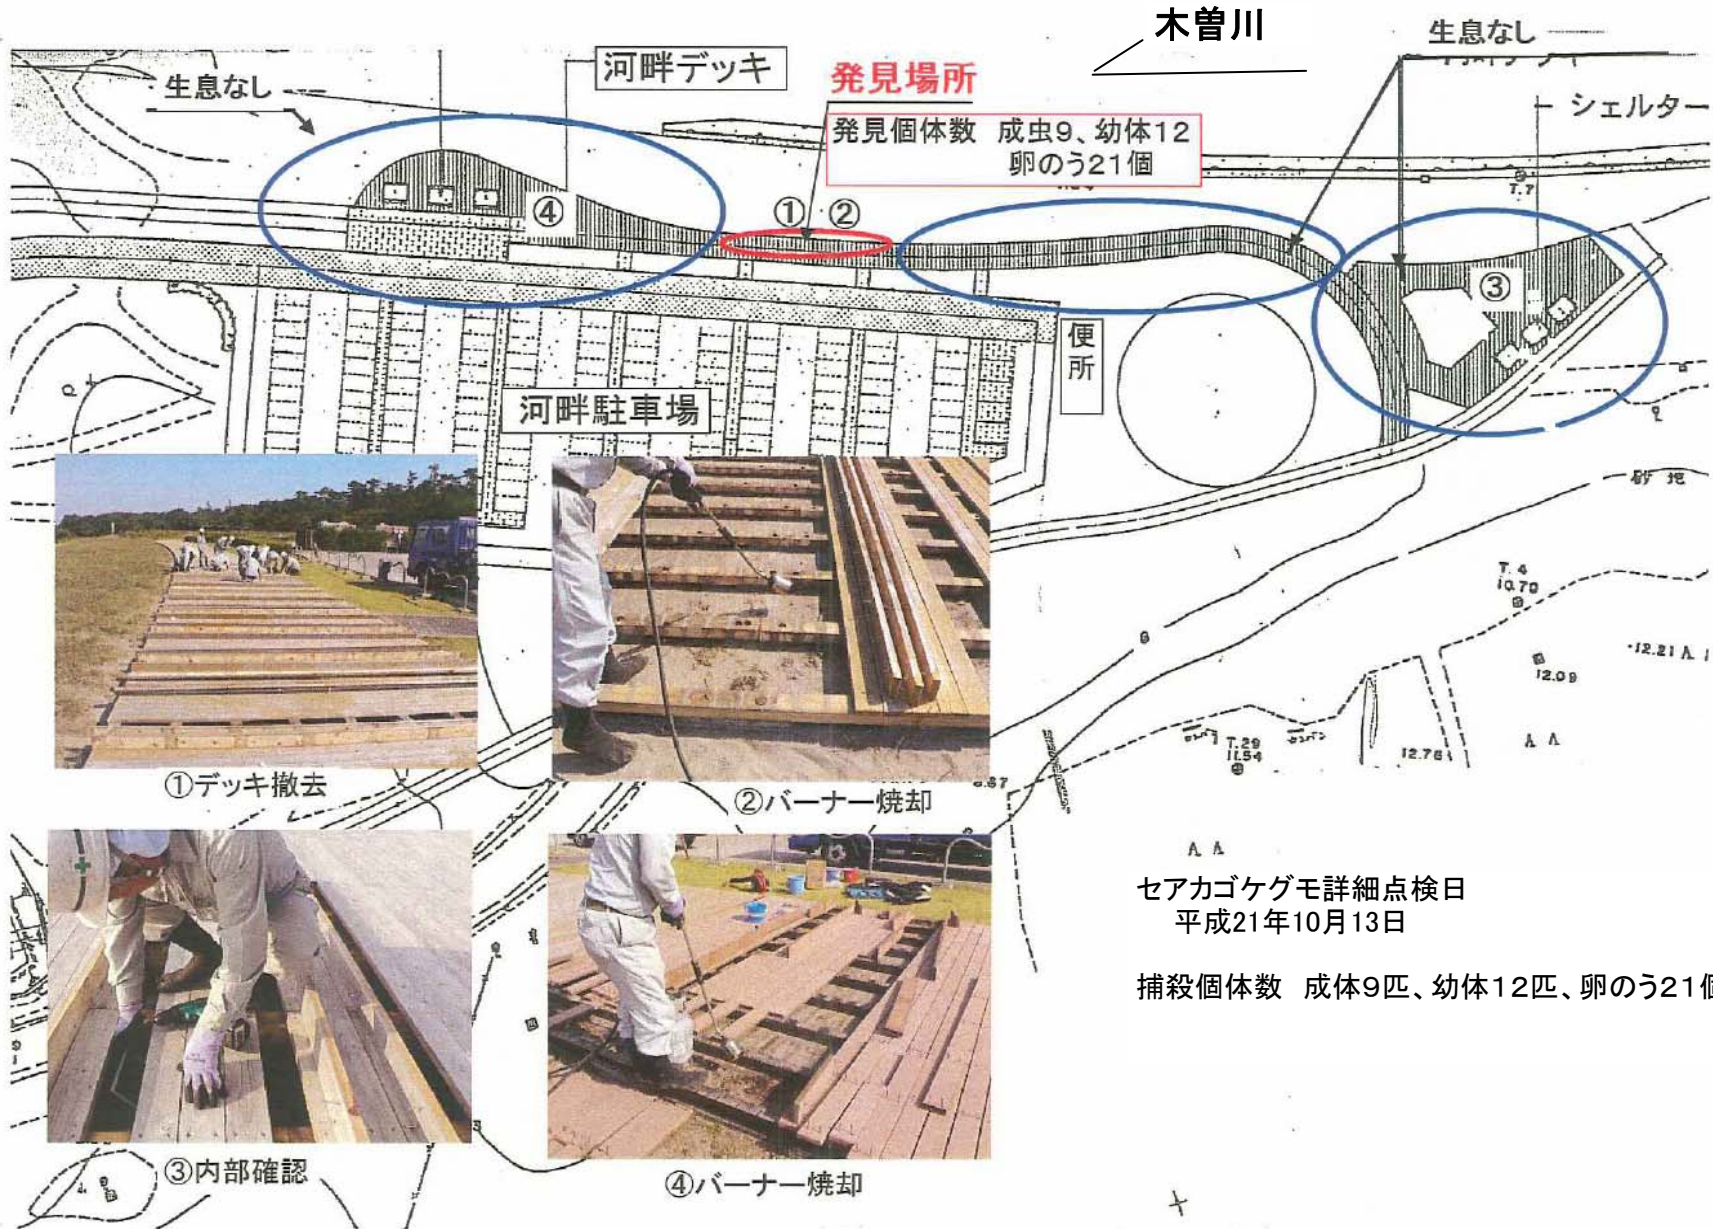 木曽川
生息なし
河畔デッキ
生息なし
発見場所
シェルター
発見個体数 成虫9、幼体12
卵のう21個
T.7
④
① ②
③
便所
河畔駐車場
砂地
T.4
10.79
12.21
12.09
T.29
11.54
12.76
①デッキ撤去
②バーナー焼却
セアカゴケグモ詳細点検日
平成21年10月13日
捕殺個体数 成体9匹、幼体12匹、卵のう21個
③内部確認
④バーナー焼却